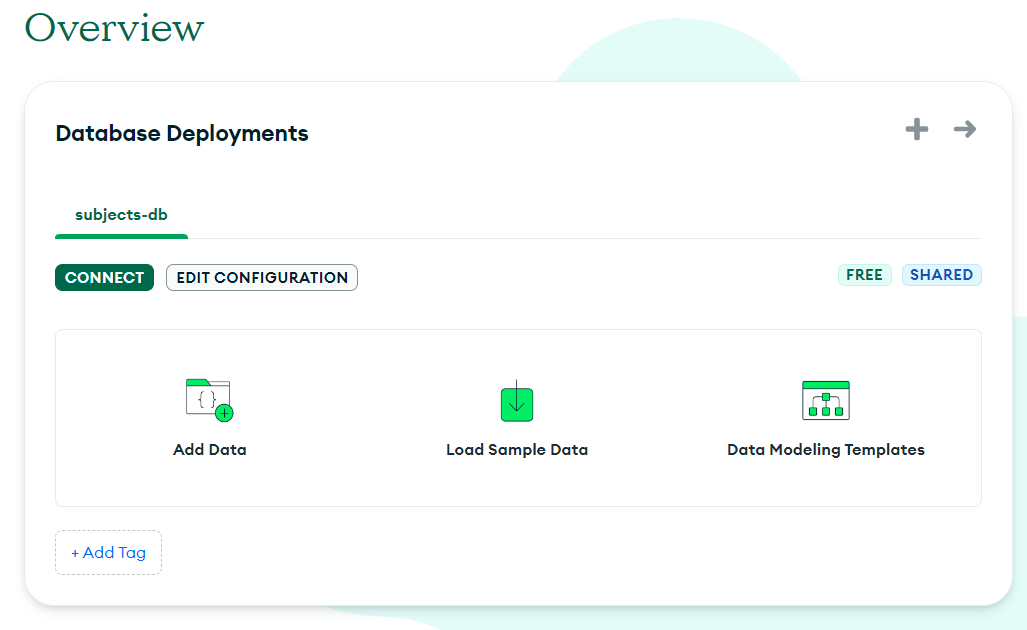 Overview
Database Deployments
subjects-db
CONNECT EDIT CONFIGURATION FREE SHARED
{ }
Add Data Load Sample Data Data Modeling Templates
+ Add Tag